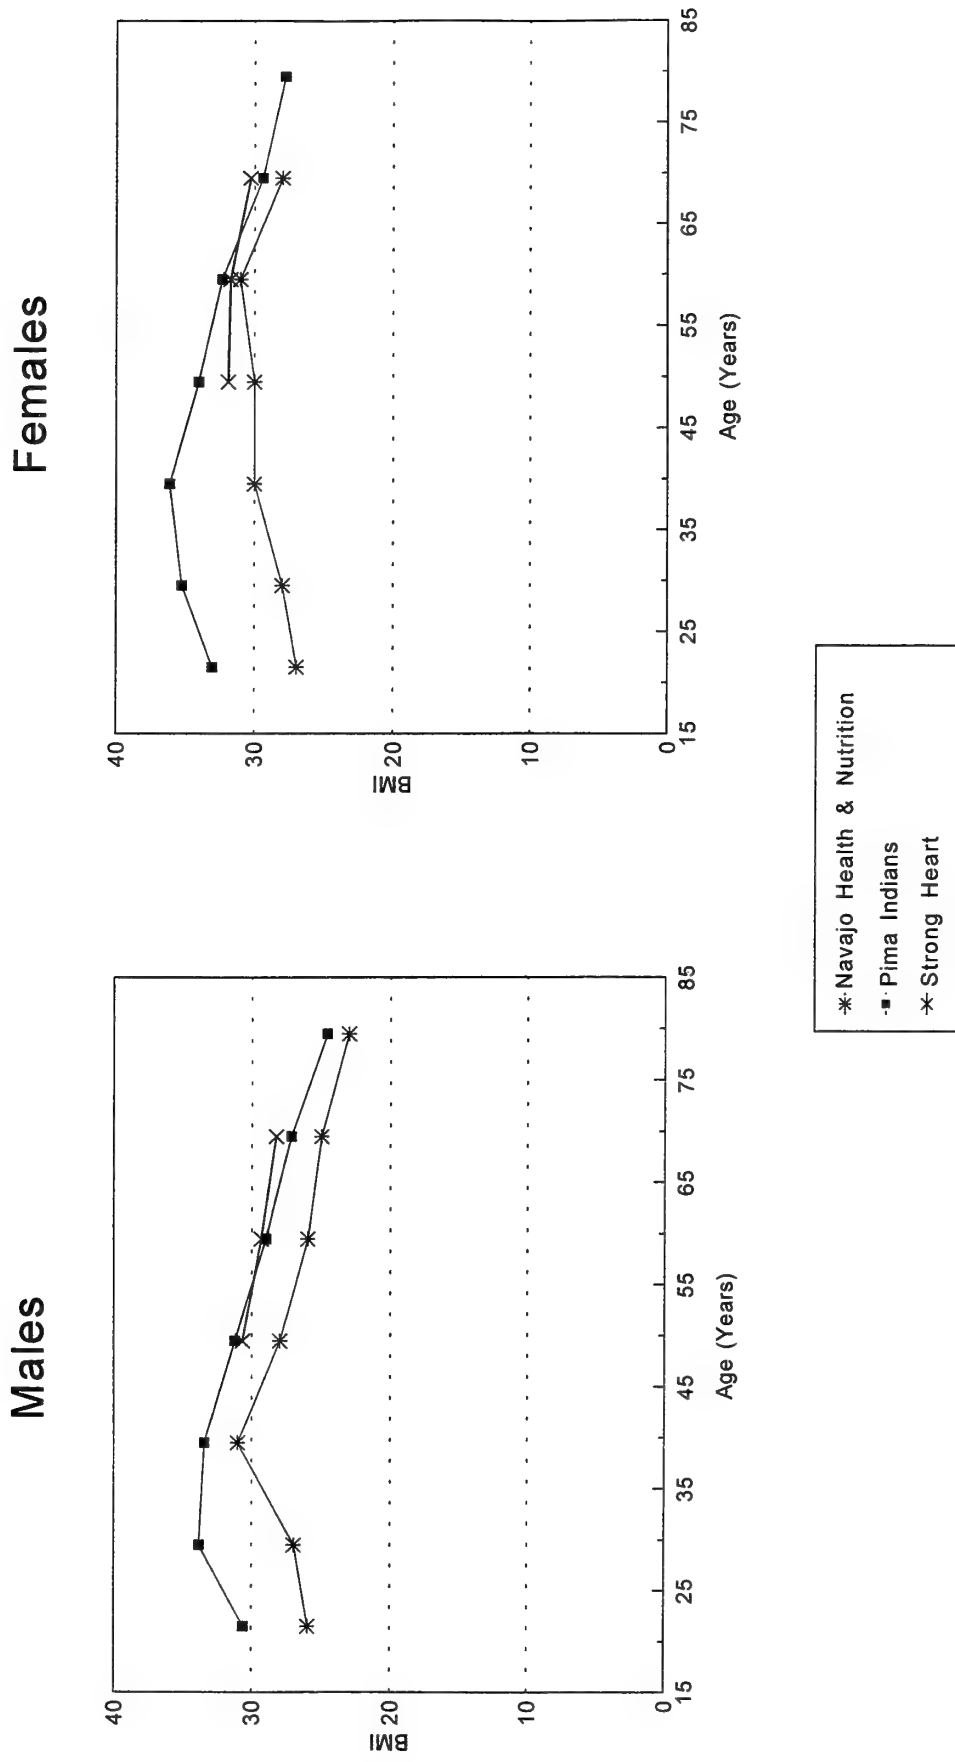 Males
BMI
40
30
20
10
0
15 25 35 45 55 65 75 85
Age (Years)
Females
BMI
40
30
20
10
0
15 25 35 45 55 65 75 85
Age (Years)
Navajo Health & Nutrition
Pima Indians
Strong Heart